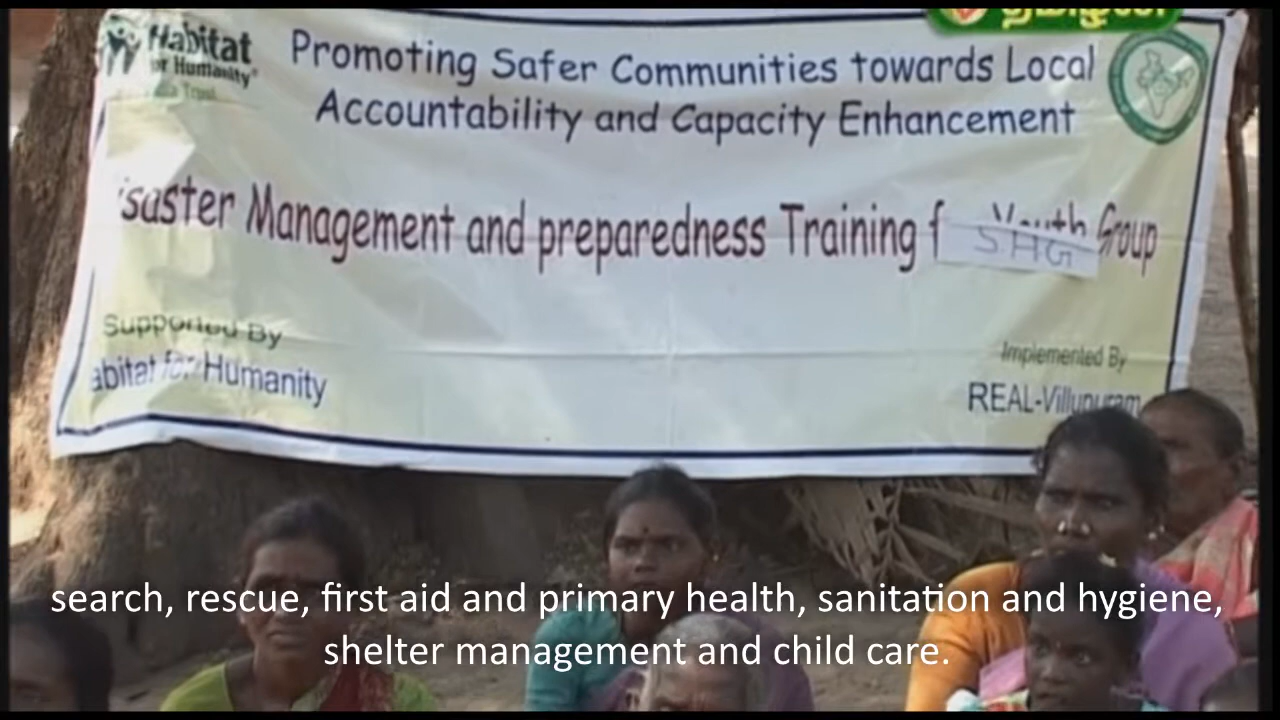 Habitat
for Humanity®
Trust
Promoting Safer Communities towards Local
Accountability and Capacity Enhancement
isaster Management and preparedness Training f Youth Group
SHG
Supported By
abitat for Humanity
Implemented By
REAL-Villupuram
search, rescue, first aid and primary health, sanitation and hygiene,
shelter management and child care.